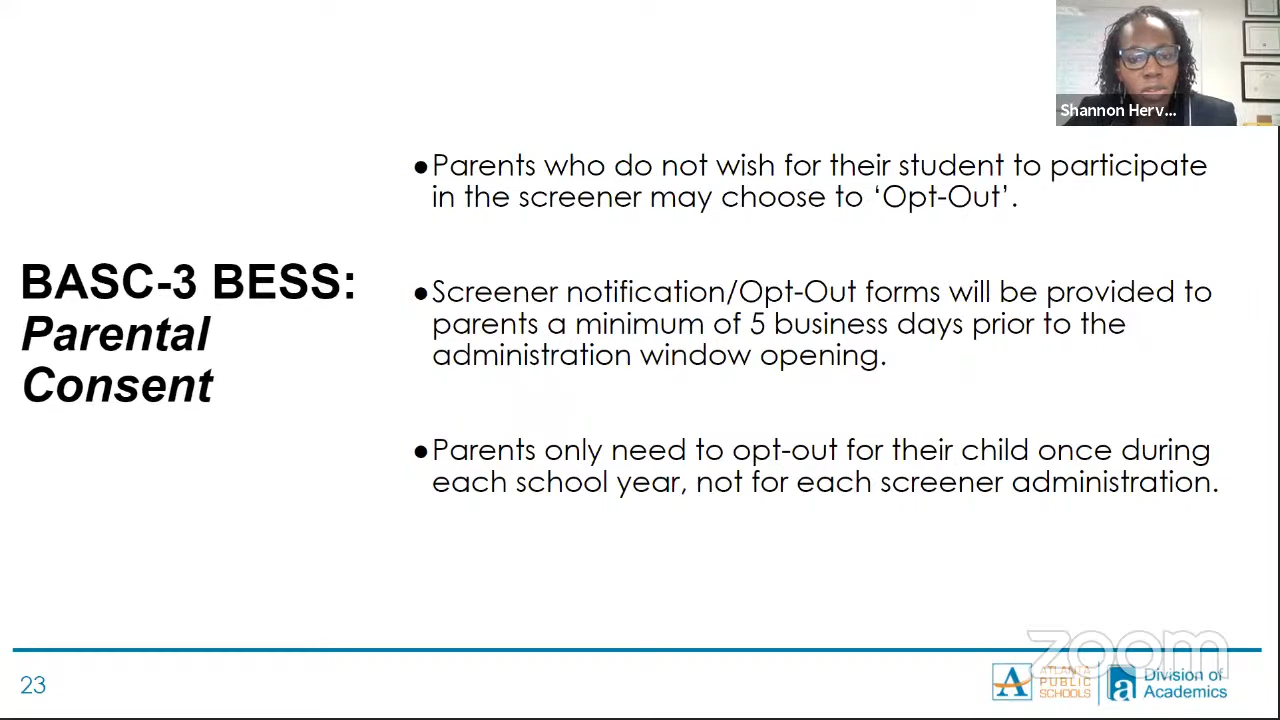 Shannon Herv...
●Parents who do not wish for their student to participate
in the screener may choose to ‘Opt-Out’.
BASC-3 BESS:
Parental
Consent
●Screener notification/Opt-Out forms will be provided to
parents a minimum of 5 business days prior to the
administration window opening.
●Parents only need to opt-out for their child once during
each school year, not for each screener administration.
zoom
23
ATLANTA
PUBLIC
SCHOOLS
Division of
Academics